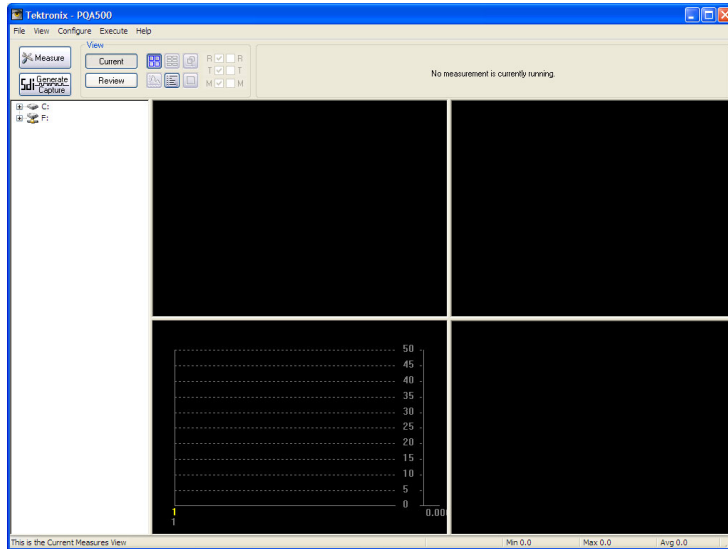 Tektronix - PQA500
File View Configure Execute Help
Measure
View
Current
R R
No measurement is currently running.
T T
Sdi Generate
Capture
Review
M M
C:
F:
50
45
40
35
30
25
20
15
10
5
0
1
0.00
1
This is the Current Measures View
Min 0.0
Max 0.0
Avg 0.0